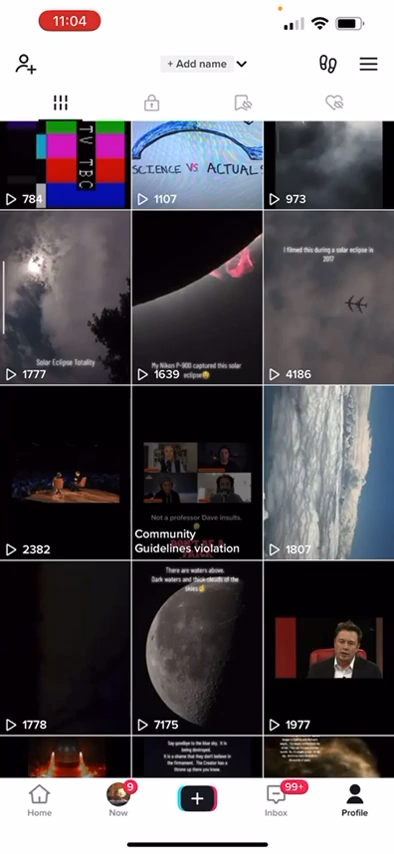 11:04
+ Add name
TV TBC
784
SCIENCE VS ACTUAL
1107
973
Solar Eclipse Totality
1777
My Nikon P-900 captured this solar
eclipse
1639
I filmed this during a solar eclipse in
2017
4186
2382
Not a professor Dave insults.
Community
Guidelines violation
1807
1778
There are waters above.
Dark waters and thick clouds of the
skies
7175
1977
Say goodbye to the blue sky. It is
being destroyed.
It is a shame that they don't believe in
the firmament. The Creator has a
throne up there you know.
Home
9
Now
99+
Inbox
Profile